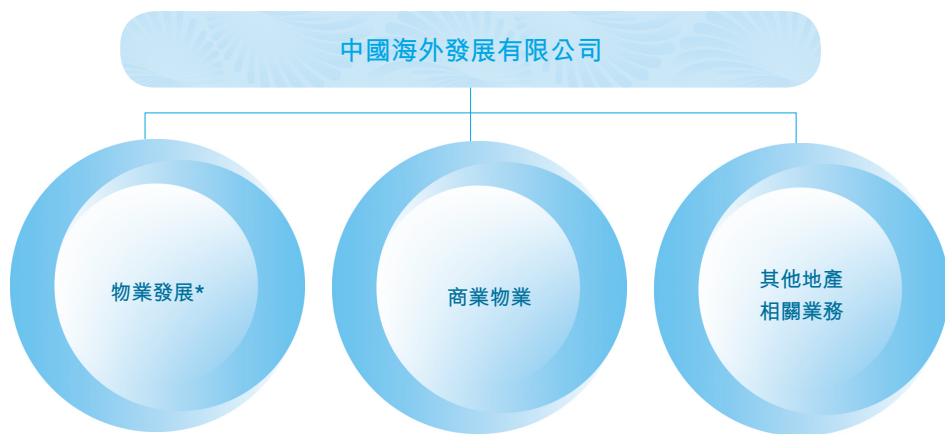 中國海外發展有限公司
物業發展*
商業物業
其他地產
相關業務